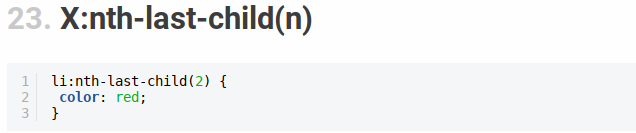 23. X:nth-last-child(n)
1 li:nth-last-child(2) {
2 color: red;
3 }